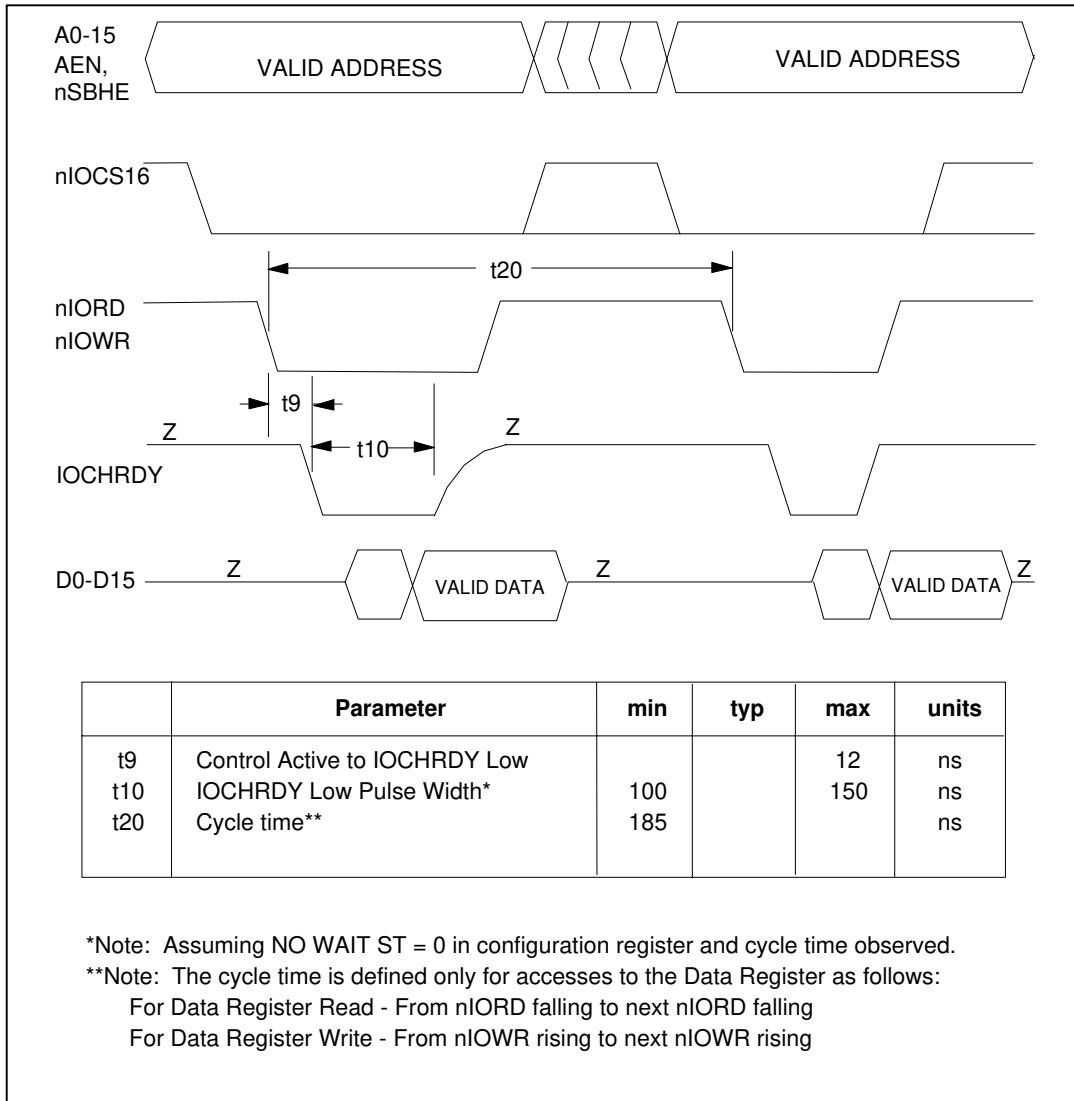 A0-15
AEN,
nSBHE
VALID ADDRESS
VALID ADDRESS
nIOCS16
t20
nIORD
nIOWR
t9
Z
Z
t10
IOCHRDY
D0-D15
Z
Z
Z
VALID DATA
VALID DATA
Parameter min typ max units
t9 Control Active to IOCHRDY Low 12 ns
t10 IOCHRDY Low Pulse Width* 100 150 ns
t20 Cycle time** 185 ns
*Note: Assuming NO WAIT ST = 0 in configuration register and cycle time observed.
**Note: The cycle time is defined only for accesses to the Data Register as follows:
For Data Register Read - From nIORD falling to next nIORD falling
For Data Register Write - From nIOWR rising to next nIOWR rising